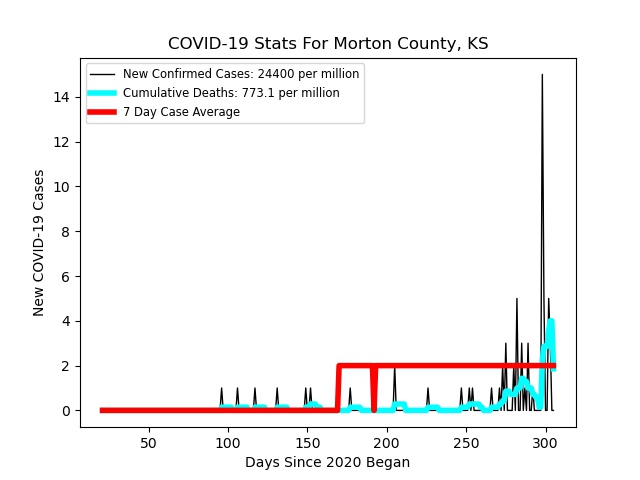 COVID-19 Stats For Morton County, KS
New Confirmed Cases: 24400 per million
Cumulative Deaths: 773.1 per million
7 Day Case Average
New COVID-19 Cases
14
12
10
8
6
4
2
0
50 100 150 200 250 300
Days Since 2020 Began